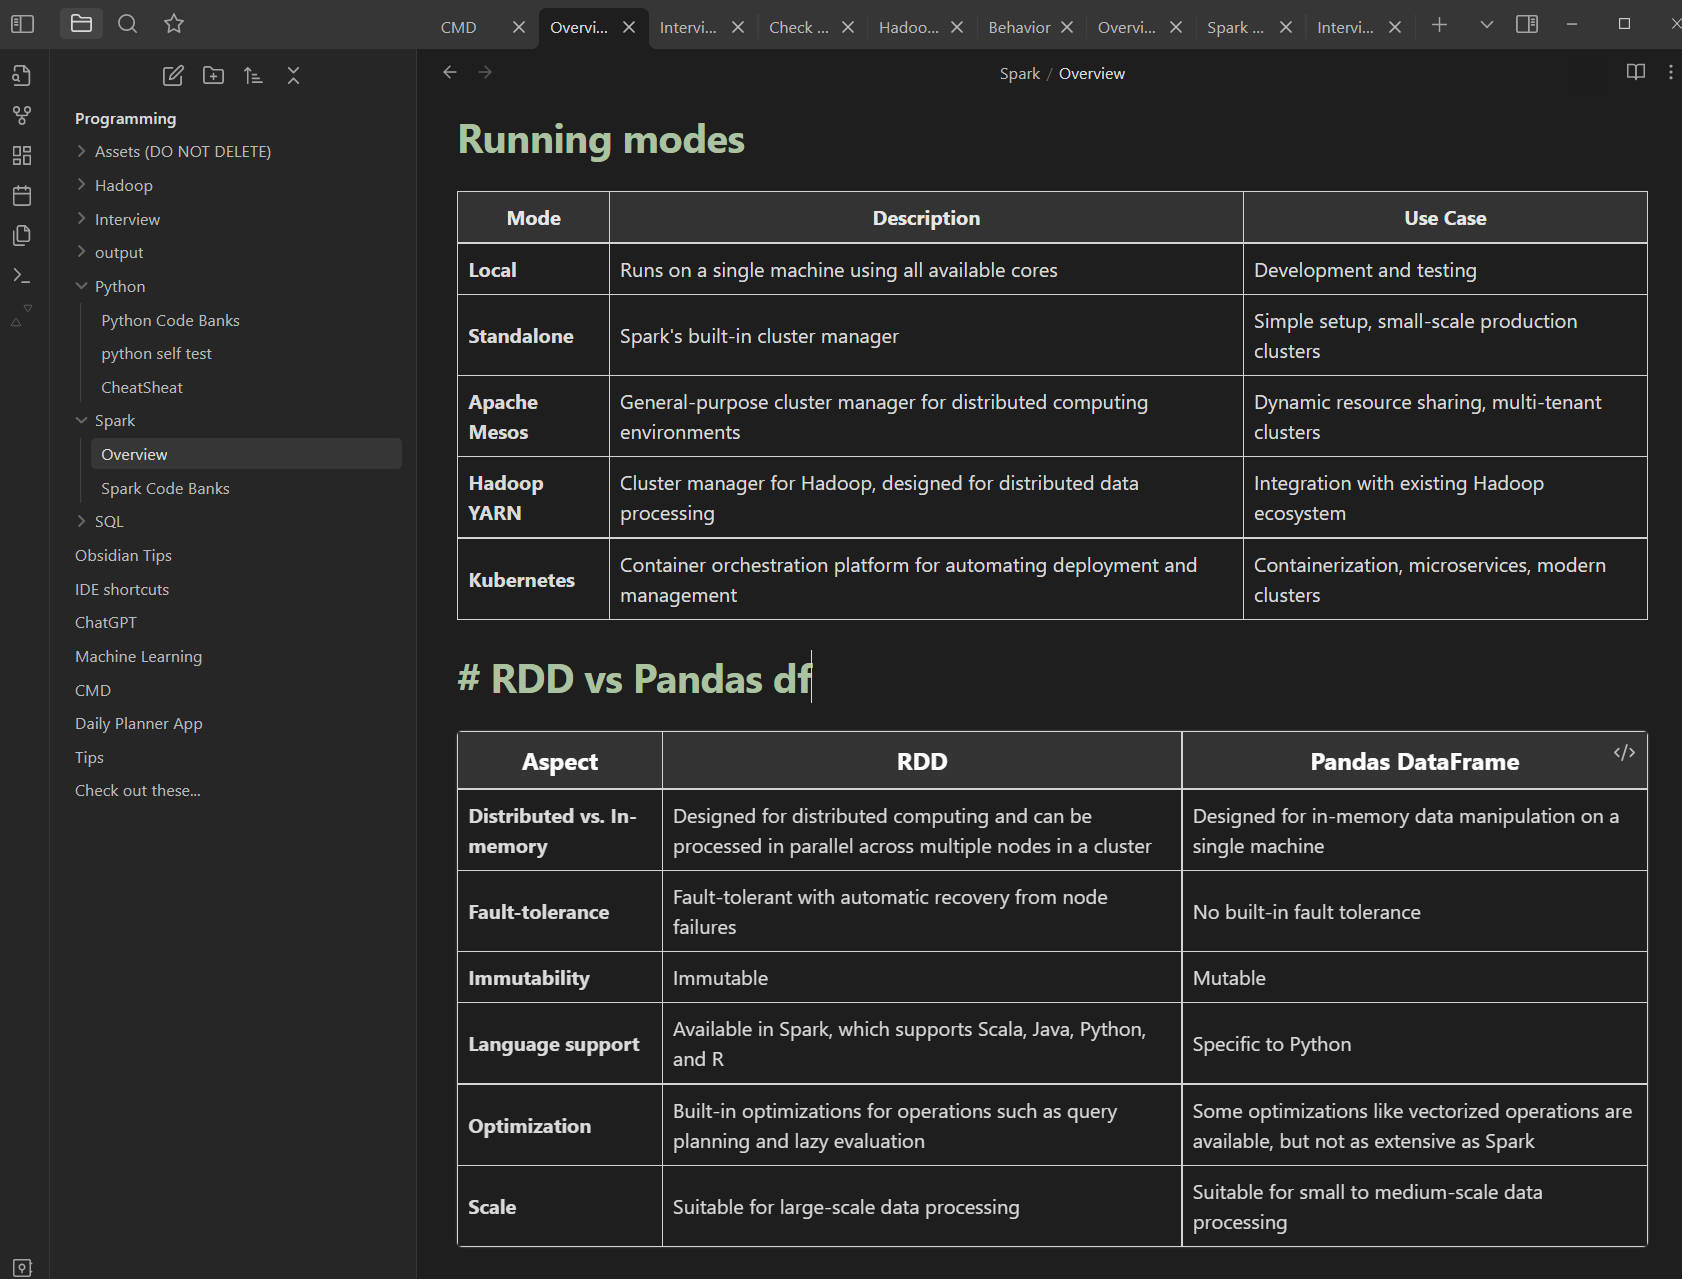 CMD
Overvi...
Intervi...
Check ...
Hadoo...
Behavior
Overvi...
Spark ...
Intervi...
Spark / Overview
Programming
Assets (DO NOT DELETE)
Hadoop
Interview
output
Python
Python Code Banks
python self test
CheatSheat
Spark
Overview
Spark Code Banks
SQL
Obsidian Tips
IDE shortcuts
ChatGPT
Machine Learning
CMD
Daily Planner App
Tips
Check out these...
Running modes
Mode
Description
Use Case
Local
Runs on a single machine using all available cores
Development and testing
Standalone
Spark's built-in cluster manager
Simple setup, small-scale production
clusters
Apache
Mesos
General-purpose cluster manager for distributed computing
environments
Dynamic resource sharing, multi-tenant
clusters
Hadoop
YARN
Cluster manager for Hadoop, designed for distributed data
processing
Integration with existing Hadoop
ecosystem
Kubernetes
Container orchestration platform for automating deployment and
management
Containerization, microservices, modern
clusters
# RDD vs Pandas df
Aspect
RDD
Pandas DataFrame
Distributed vs. In-
memory
Designed for distributed computing and can be
processed in parallel across multiple nodes in a cluster
Designed for in-memory data manipulation on a
single machine
Fault-tolerance
Fault-tolerant with automatic recovery from node
failures
No built-in fault tolerance
Immutability
Immutable
Mutable
Language support
Available in Spark, which supports Scala, Java, Python,
and R
Specific to Python
Optimization
Built-in optimizations for operations such as query
planning and lazy evaluation
Some optimizations like vectorized operations are
available, but not as extensive as Spark
Scale
Suitable for large-scale data processing
Suitable for small to medium-scale data
processing